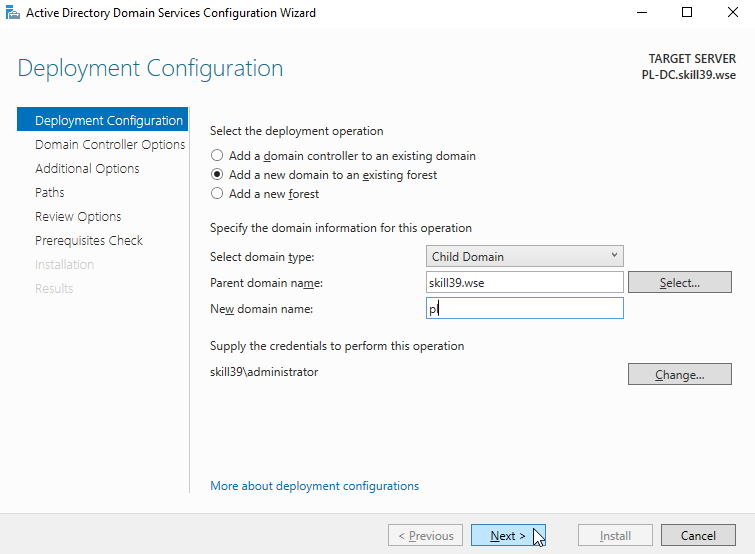 Active Directory Domain Services Configuration Wizard
Deployment Configuration
TARGET SERVER
PL-DC.skill39.wse
Deployment Configuration
Domain Controller Options
Additional Options
Paths
Review Options
Prerequisites Check
Installation
Results
Select the deployment operation
Add a domain controller to an existing domain
Add a new domain to an existing forest
Add a new forest
Specify the domain information for this operation
Select domain type: Child Domain
Parent domain name: skill39.wse Select...
New domain name: pl
Supply the credentials to perform this operation
skill39\administrator Change...
More about deployment configurations
< Previous Next > Install Cancel